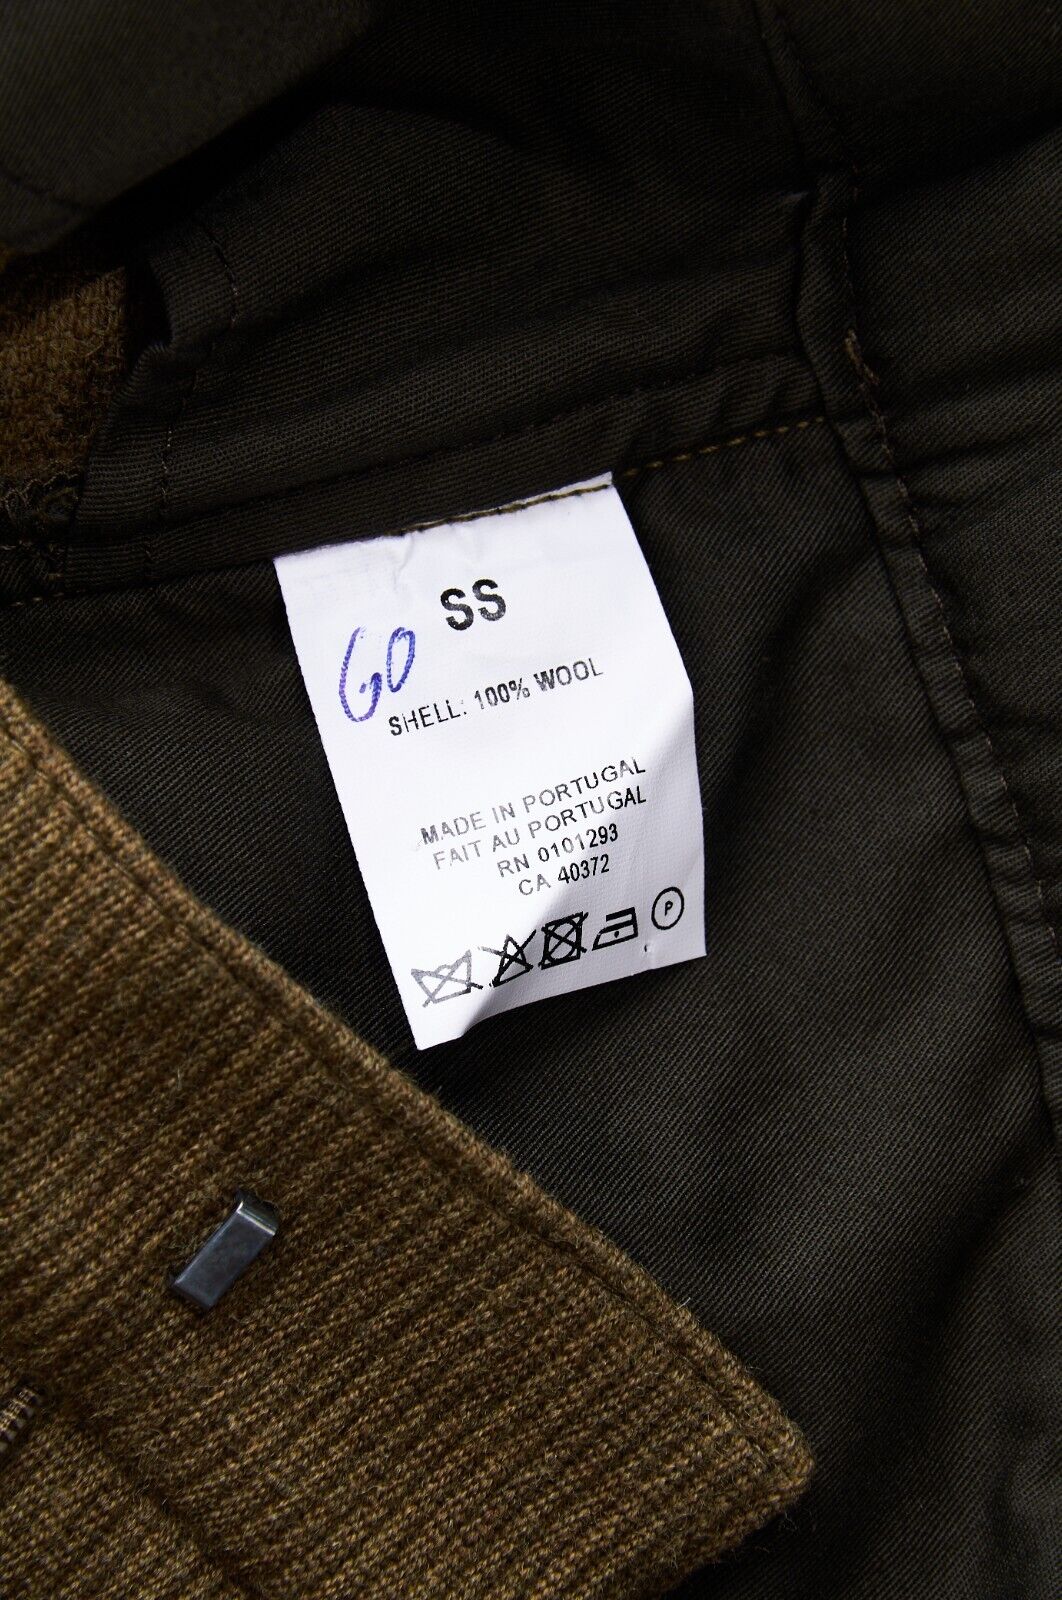 SS
60
SHELL: 100% WOOL
MADE IN PORTUGAL
FAIT AU PORTUGAL
RN 0101293
CA 40372
P